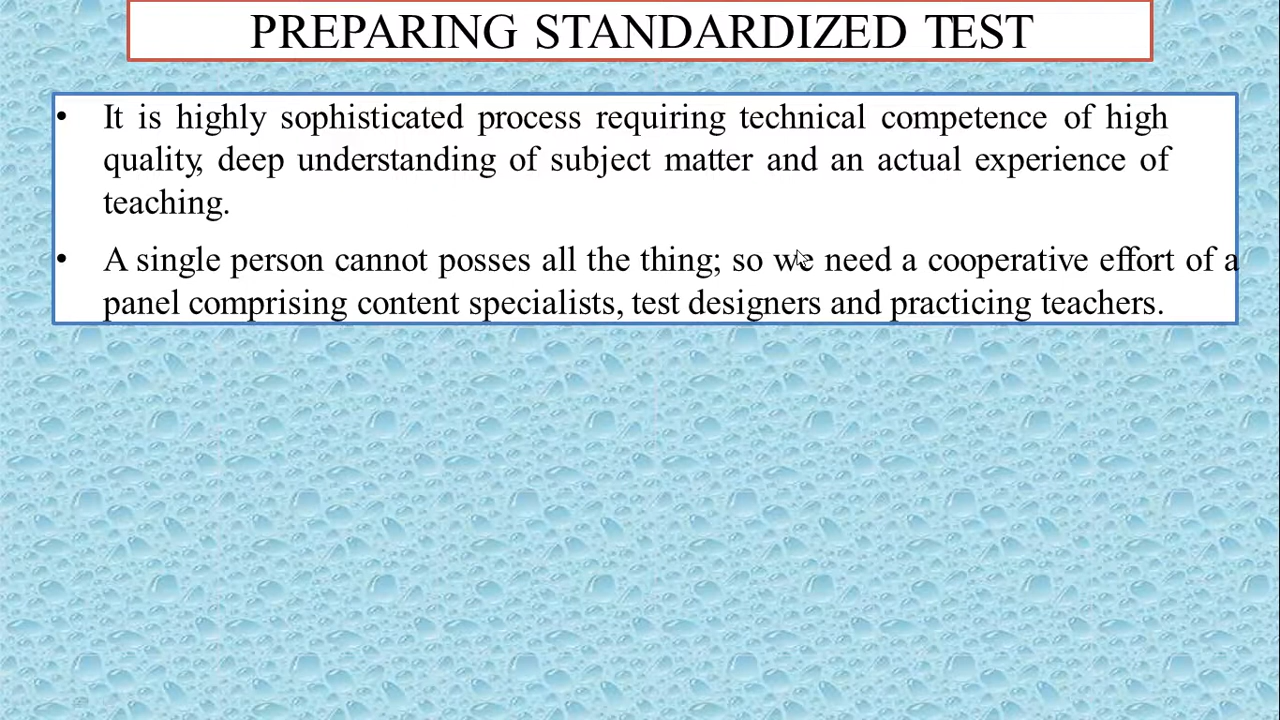 PREPARING STANDARDIZED TEST
• It is highly sophisticated process requiring technical competence of high
quality, deep understanding of subject matter and an actual experience of
teaching.
• A single person cannot posses all the thing; so we need a cooperative effort of a
panel comprising content specialists, test designers and practicing teachers.